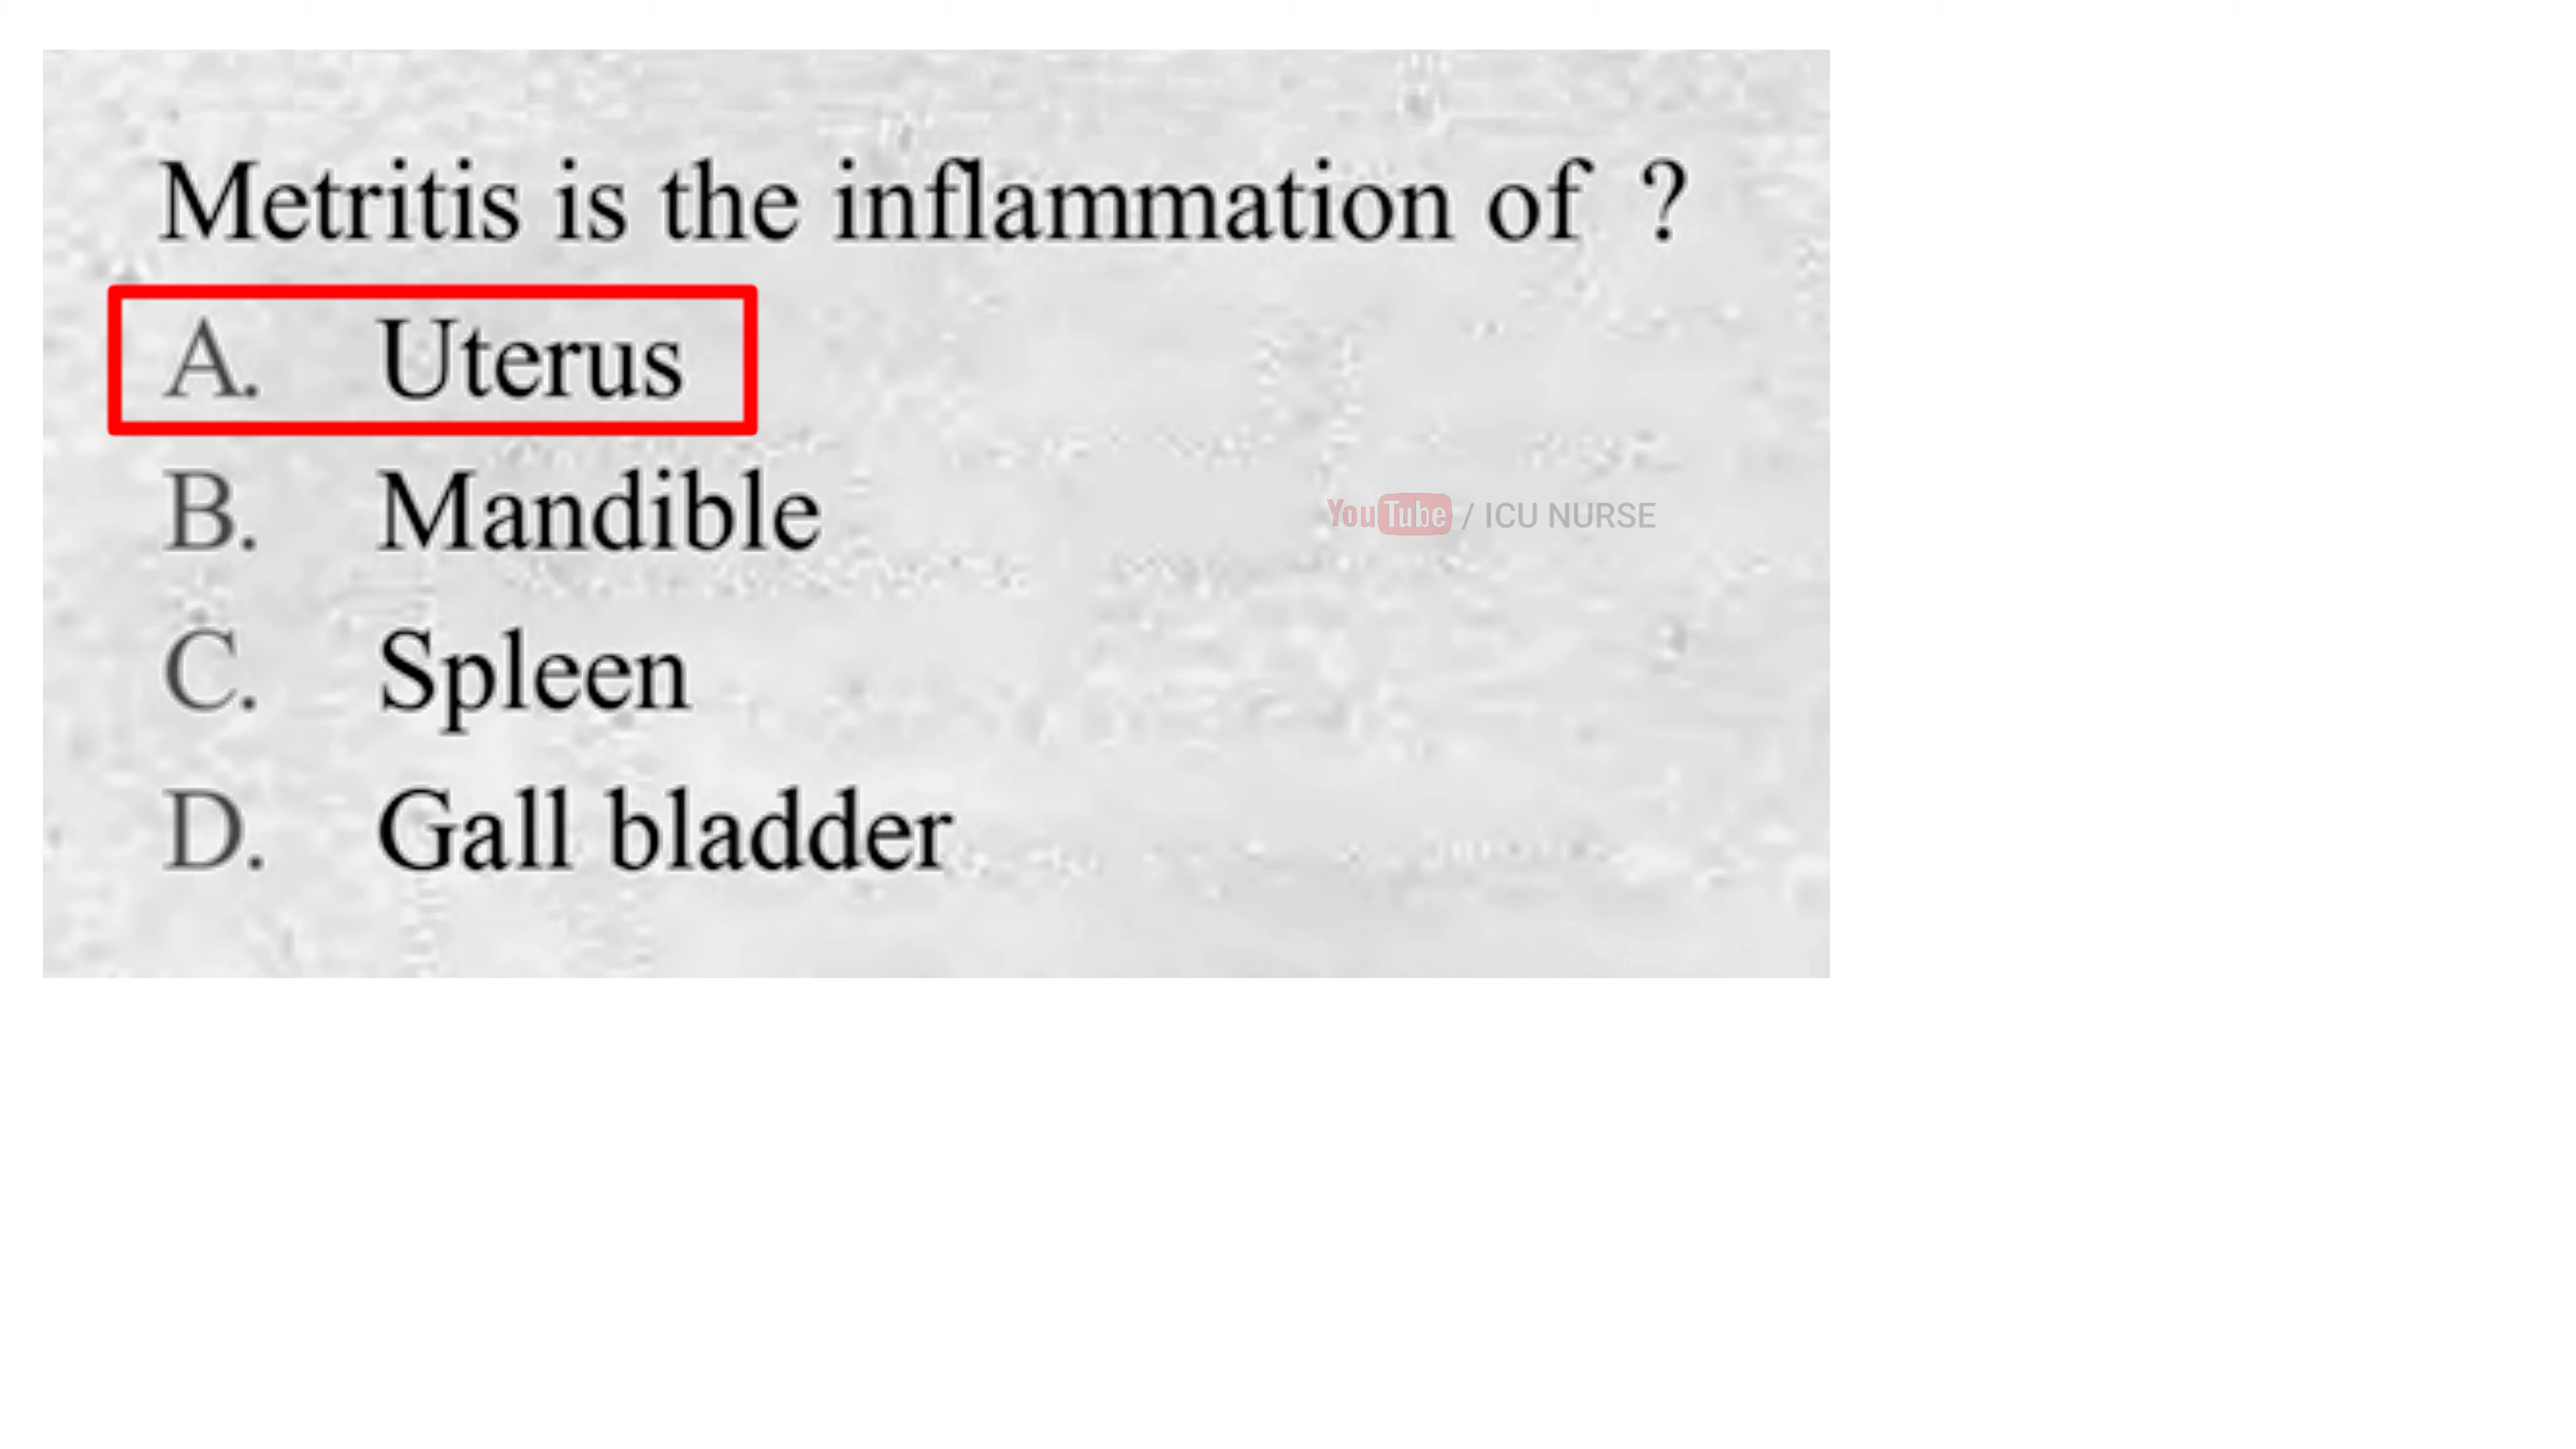 Metritis is the inflammation of ?
A. Uterus
B. Mandible
YouTube / ICU NURSE
C. Spleen
D. Gall bladder